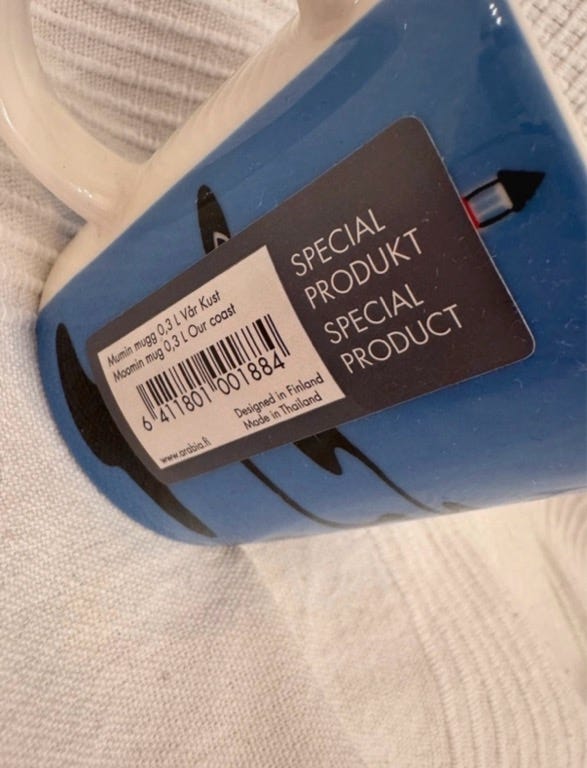 SPECIAL
PRODUKT
SPECIAL
PRODUCT
Mumin mugg 0,3 L Vår Kust
Moomin mug 0,3 L Our coast
6 411801 001884
Designed in Finland
Made in Thailand
www.arabia.fi